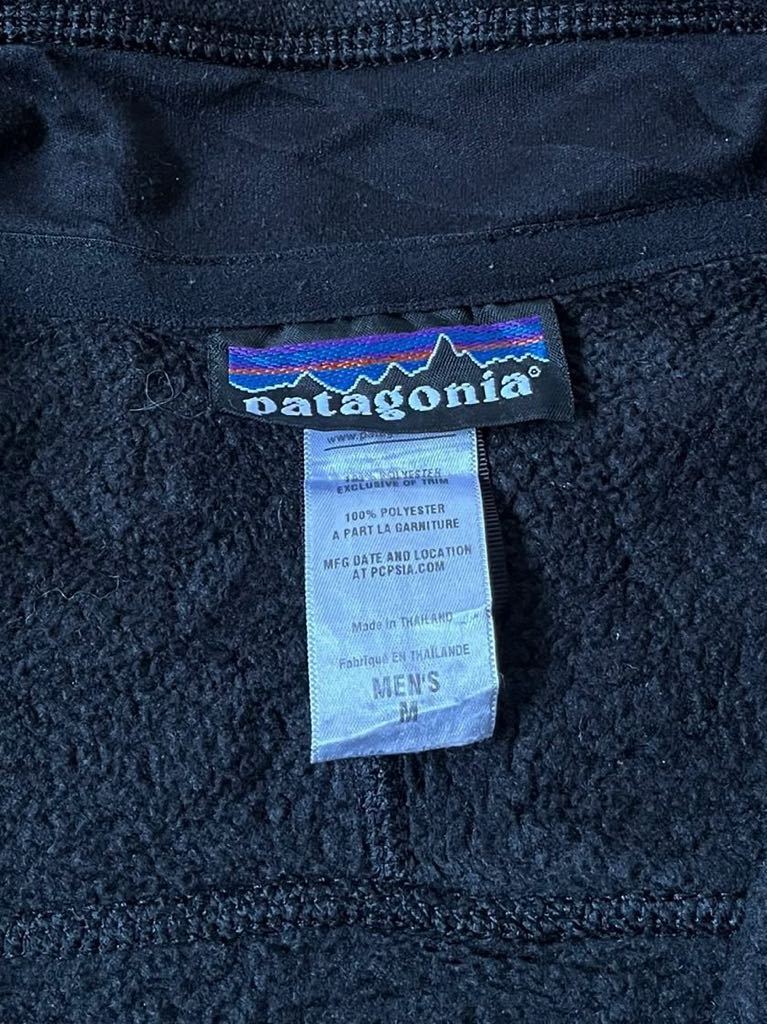 patagonia®
100% POLYESTER
EXCLUSIVE OF TRIM
100% POLYESTER
A PART LA GARNITURE
MFG DATE AND LOCATION
AT PCPSIA.COM
Made in THAILAND
Fabriqué EN THAILANDE
MEN'S
M